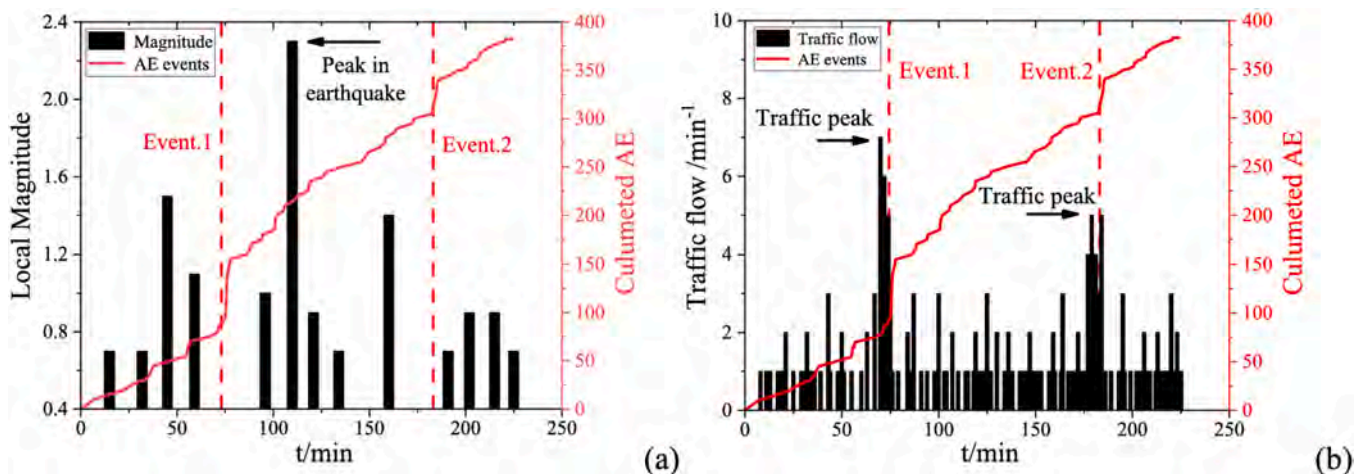 2.4
2.0
1.6
1.2
0.8
0.4
Local Magnitude
Magnitude
AE events
Peak in
earthquake
Event.1
Event.2
400
350
300
250
200
150
100
50
0
Culumeted AE
0
50
100
150
200
250
t/min
(a)
10
8
6
4
2
0
Traffic flow /min⁻¹
Traffic flow
AE events
Event.1
Event.2
Traffic peak
Traffic peak
400
350
300
250
200
150
100
50
0
Culumeted AE
0
50
100
150
200
250
t/min
(b)